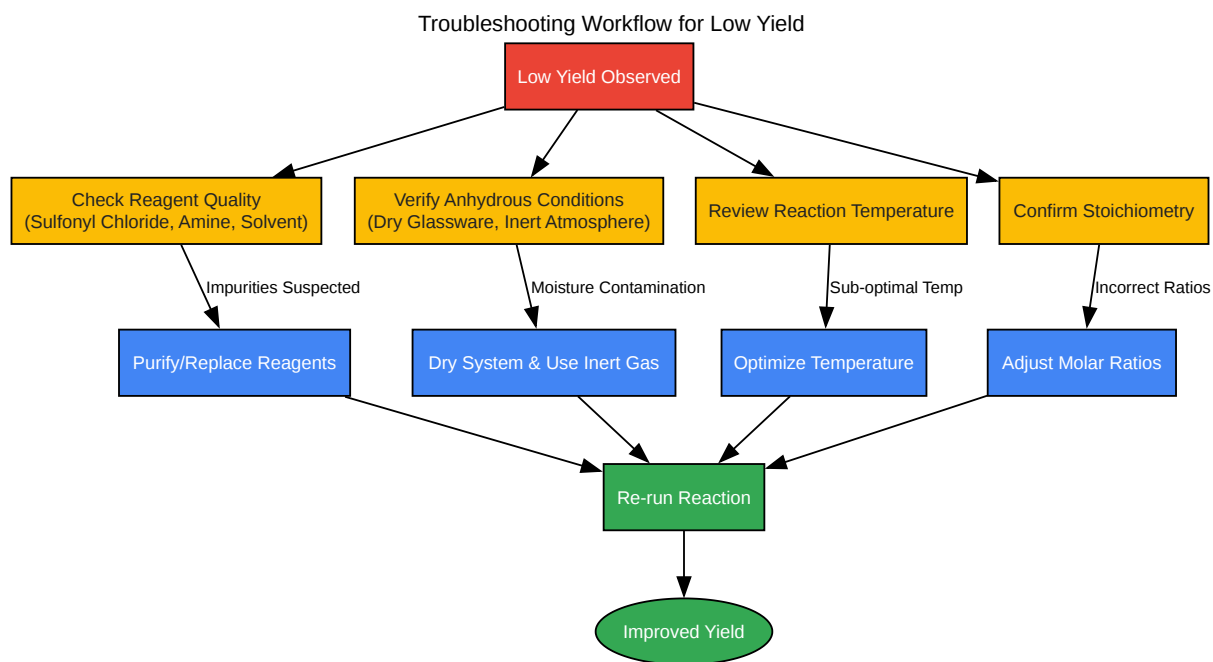 Troubleshooting Workflow for Low Yield
Low Yield Observed
Check Reagent Quality
(Sulfonyl Chloride, Amine, Solvent)
Verify Anhydrous Conditions
(Dry Glassware, Inert Atmosphere)
Review Reaction Temperature
Confirm Stoichiometry
Impurities Suspected
Moisture Contamination
Sub-optimal Temp
Incorrect Ratios
Purify/Replace Reagents
Dry System & Use Inert Gas
Optimize Temperature
Adjust Molar Ratios
Re-run Reaction
Improved Yield